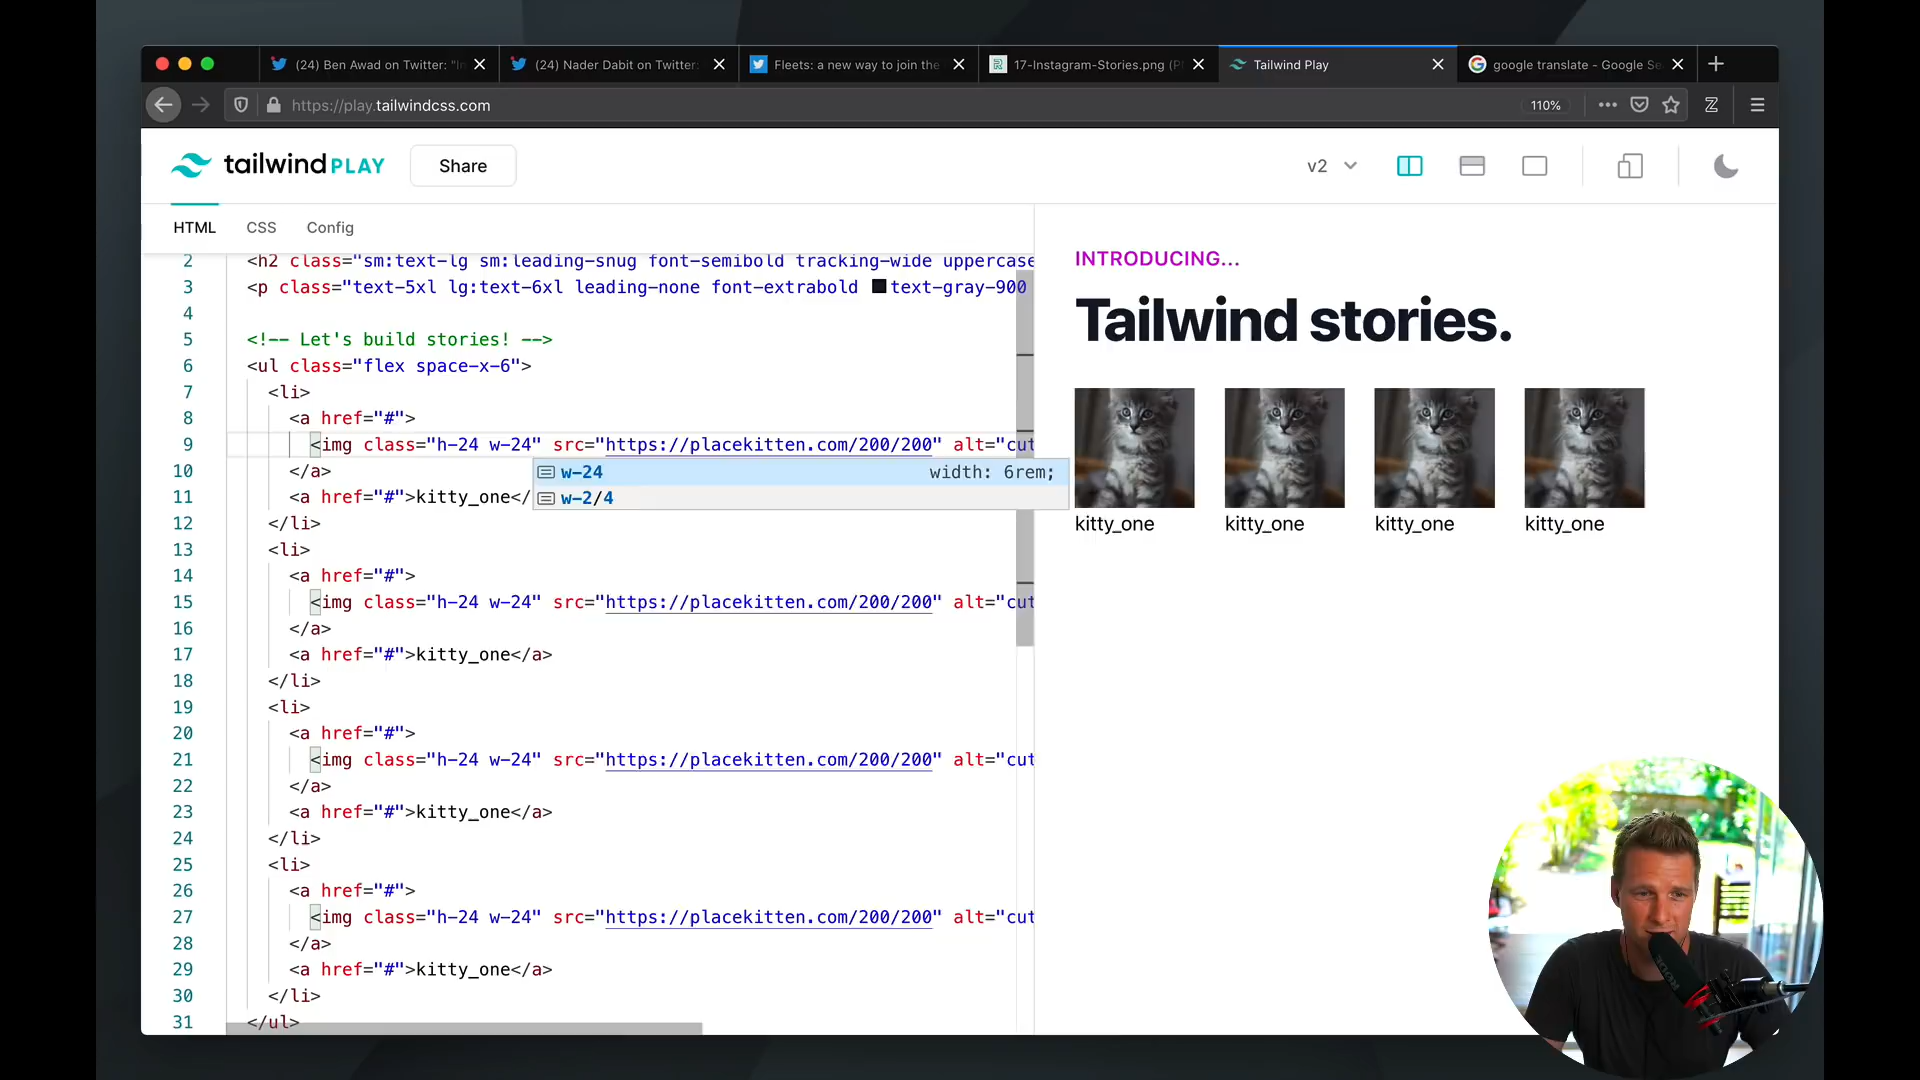 (24) Ben Awad on Twitter: "In
(24) Nader Dabit on Twitter:
Fleets: a new way to join the
17-Instagram-Stories.png (P
Tailwind Play
google translate - Google Se
https://play.tailwindcss.com
110%
Z
tailwind PLAY
Share
v2
HTML
CSS
Config
2 <h2 class="sm:text-lg sm:leading-snug font-semibold tracking-wide uppercase
3 <p class="text-5xl lg:text-6xl leading-none font-extrabold text-gray-900
4
5 <!-- Let's build stories! -->
6 <ul class="flex space-x-6">
7 <li>
8 <a href="#">
9 <img class="h-24 w-24" src="https://placekitten.com/200/200" alt="cut
10 </a>
w-24 width: 6rem;
11 <a href="#">kitty_one</
w-2/4
12 </li>
13 <li>
14 <a href="#">
15 <img class="h-24 w-24" src="https://placekitten.com/200/200" alt="cut
16 </a>
17 <a href="#">kitty_one</a>
18 </li>
19 <li>
20 <a href="#">
21 <img class="h-24 w-24" src="https://placekitten.com/200/200" alt="cut
22 </a>
23 <a href="#">kitty_one</a>
24 </li>
25 <li>
26 <a href="#">
27 <img class="h-24 w-24" src="https://placekitten.com/200/200" alt="cut
28 </a>
29 <a href="#">kitty_one</a>
30 </li>
31 </ul>
INTRODUCING...
Tailwind stories.
kitty_one
kitty_one
kitty_one
kitty_one